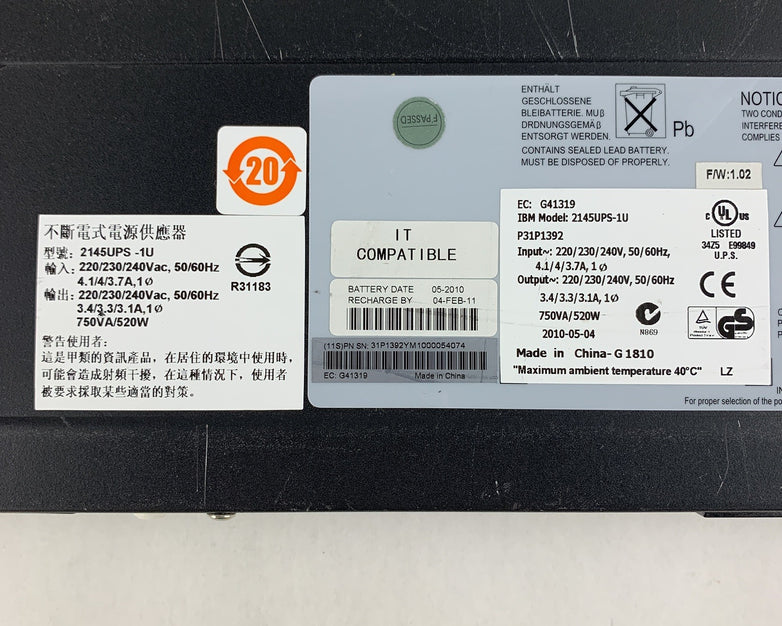 不斷電式電源供應器
型號: 2145UPS -1U
輸入: 220/230/240Vac, 50/60Hz
4.1/4/3.7A,1ø
輸出: 220/230/240Vac, 50/60Hz
3.4/3.3/3.1A,1ø
750VA/520W
R31183
警告使用者:
這是甲類的資訊產品，在居住的環境中使用時，
可能會造成射頻干擾，在這種情況下，使用者
被要求採取某些適當的對策。
20
F PASSED
ENTHÄLT
GESCHLOSSENE
BLEIBATTERIE. MUβ
DRDNUNGSGEMÄβ
ENTSORGT WERDEN.
Pb
CONTAINS SEALED LEAD BATTERY.
MUST BE DISPOSED OF PROPERLY.
TWO COND
INTERFERE
COMPLIES
F/W:1.02
IT
COMPATIBLE
BATTERY DATE 05-2010
RECHARGE BY 04-FEB-11
(11S)PN SN: 31P1392YM1000054074
EC: G41319 Made in China
EC: G41319
IBM Model: 2145UPS-1U
P31P1392
Input~: 220/230/240V, 50/60Hz,
4.1/4/3.7A, 1ø
Output~: 220/230/240V, 50/60Hz,
3.4/3.3/3.1A, 1ø
750VA/520W
2010-05-04
Made in China- G1810
"Maximum ambient temperature 40°C" LZ
c UL us
LISTED
34Z5 E99849
U.P.S.
CE
N869
GS
For proper selection of the po